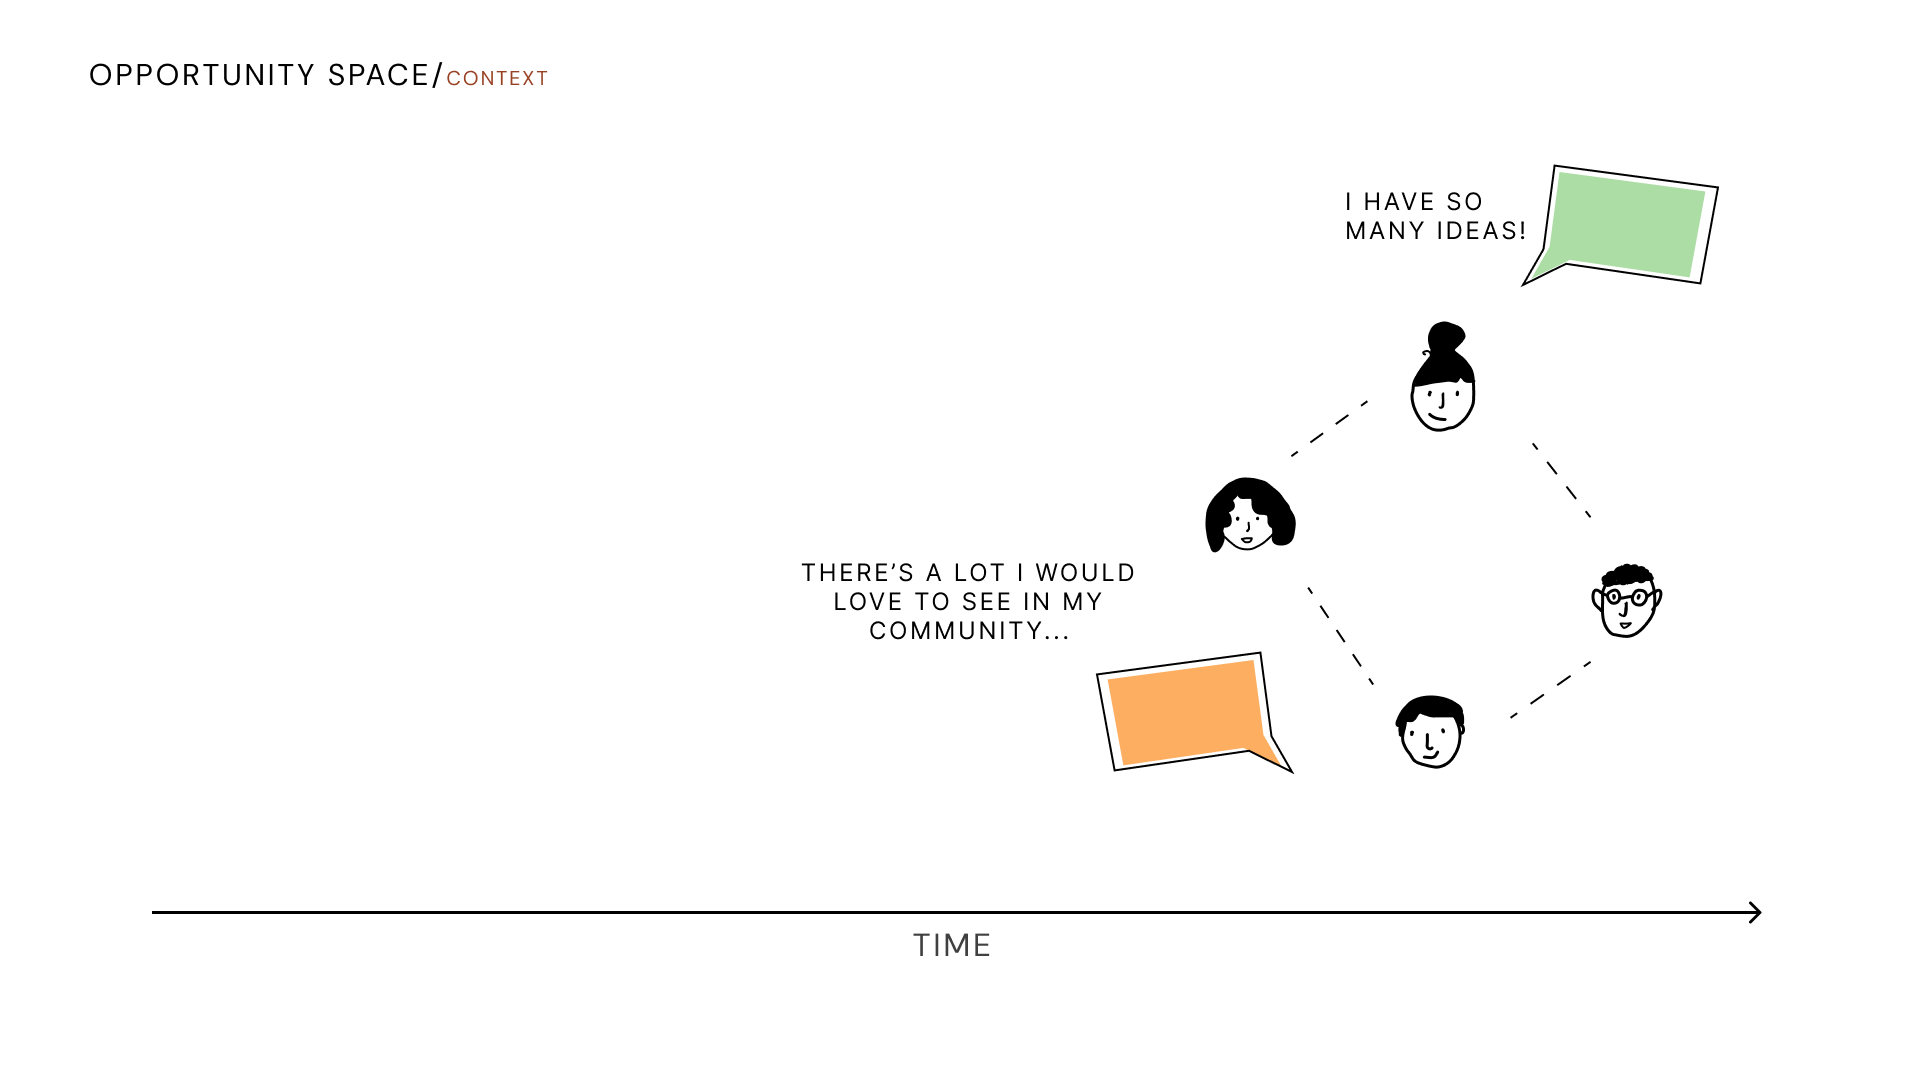 OPPORTUNITY SPACE/CONTEXT
I HAVE SO
MANY IDEAS!
THERE’S A LOT I WOULD
LOVE TO SEE IN MY
COMMUNITY...
TIME